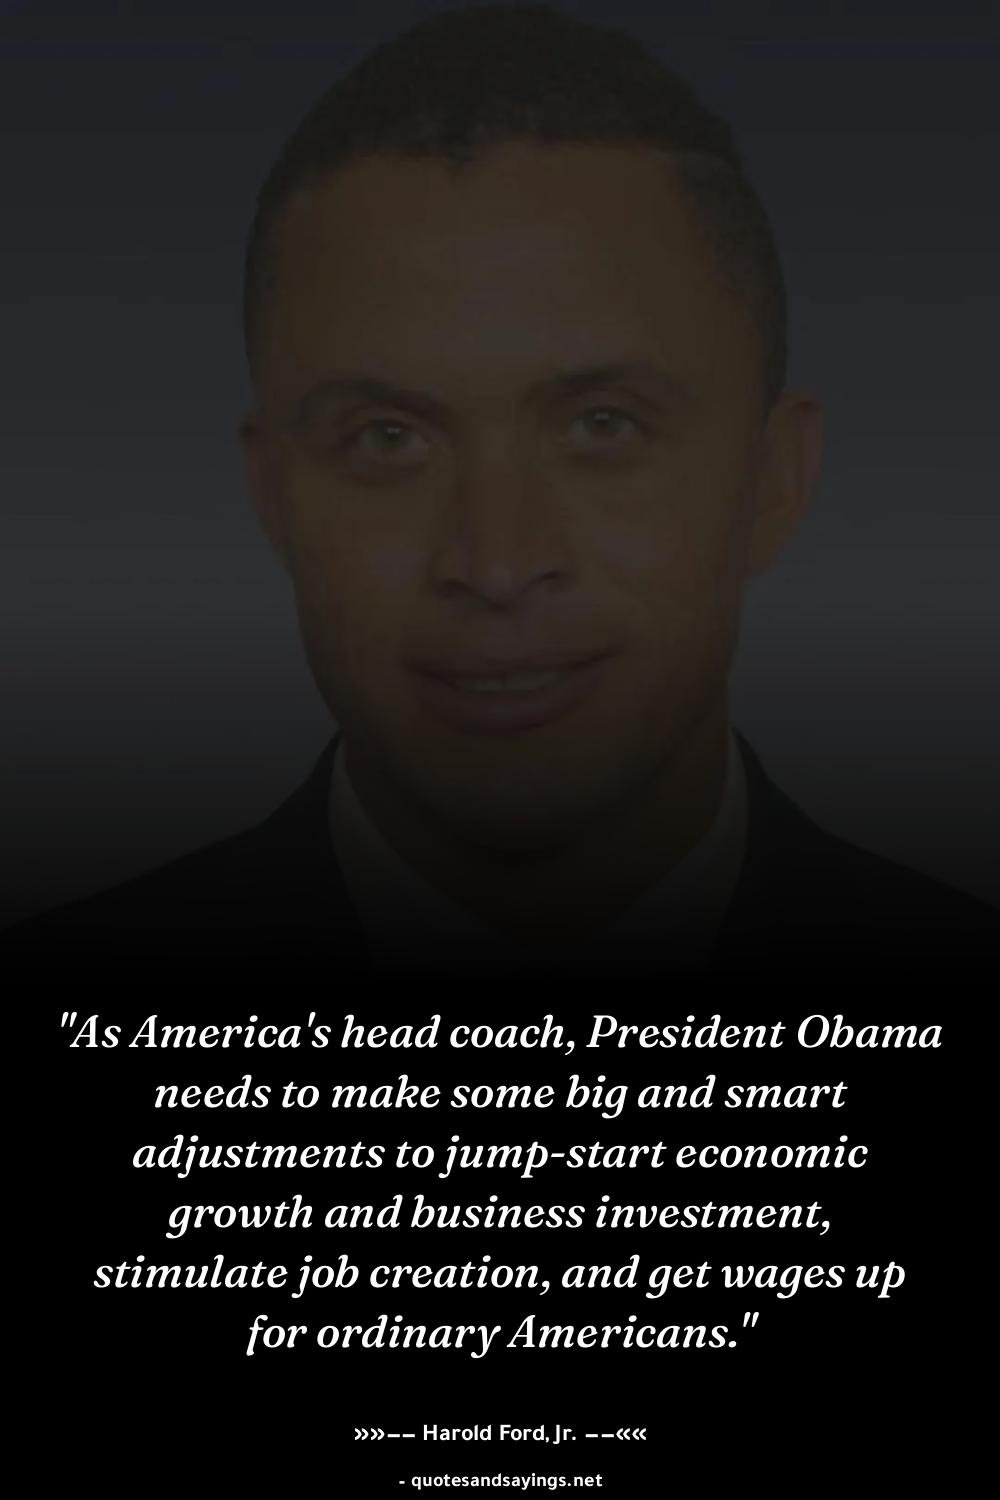 "As America's head coach, President Obama
needs to make some big and smart
adjustments to jump-start economic
growth and business investment,
stimulate job creation, and get wages up
for ordinary Americans."
»»-- Harold Ford, Jr. --««
- quotesandsayings.net